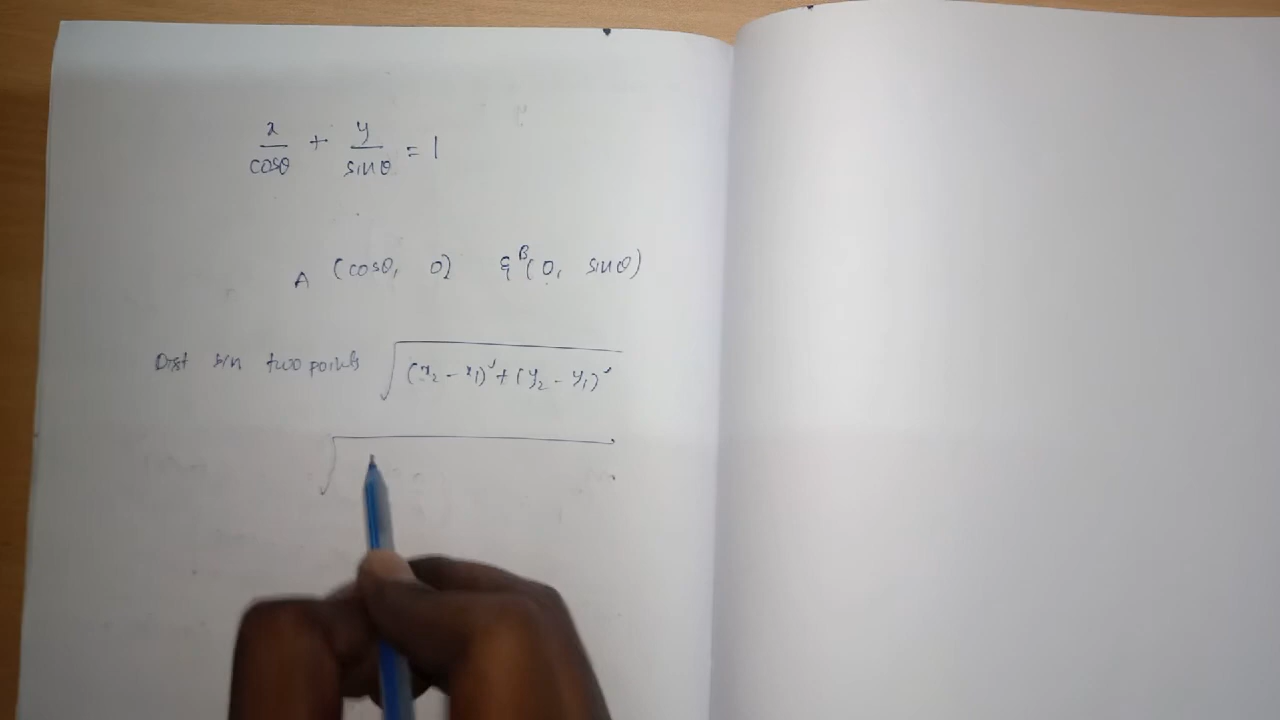 x/cosθ + y/sinθ = 1
A (cosθ, 0) & B(0, sinθ)
Dist b/n two points √((x₂ - x₁)² + (y₂ - y₁)²)